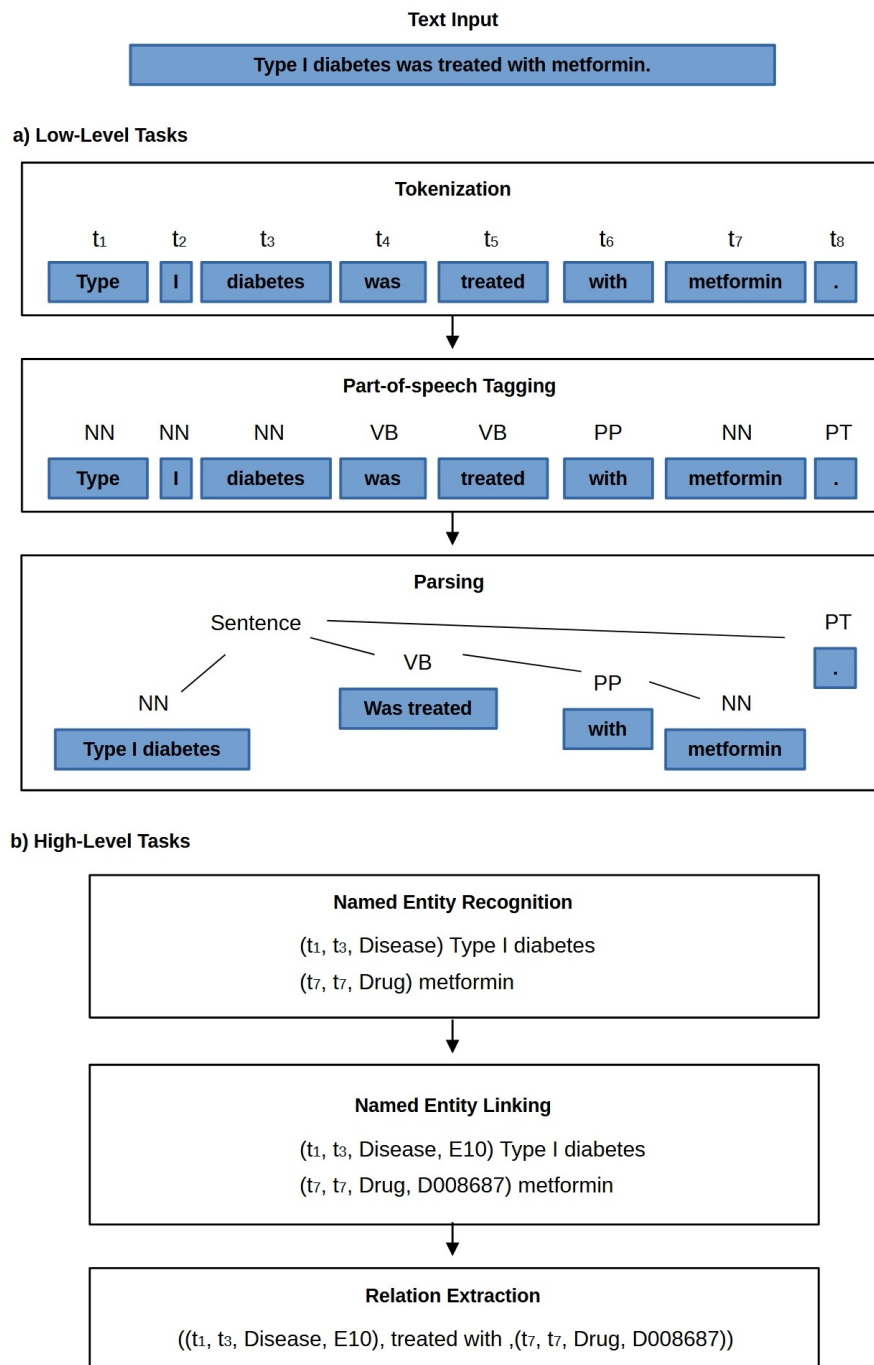 Text Input
Type I diabetes was treated with metformin.
a) Low-Level Tasks
Tokenization
t1 t2 t3 t4 t5 t6 t7 t8
Type I diabetes was treated with metformin .
Part-of-speech Tagging
NN NN NN VB VB PP NN PT
Type I diabetes was treated with metformin .
Parsing
Sentence PT
.
VB
Was treated
PP
with
NN NN
Type I diabetes metformin
b) High-Level Tasks
Named Entity Recognition
(t1, t3, Disease) Type I diabetes
(t7, t7, Drug) metformin
Named Entity Linking
(t1, t3, Disease, E10) Type I diabetes
(t7, t7, Drug, D008687) metformin
Relation Extraction
((t1, t3, Disease, E10), treated with ,(t7, t7, Drug, D008687))